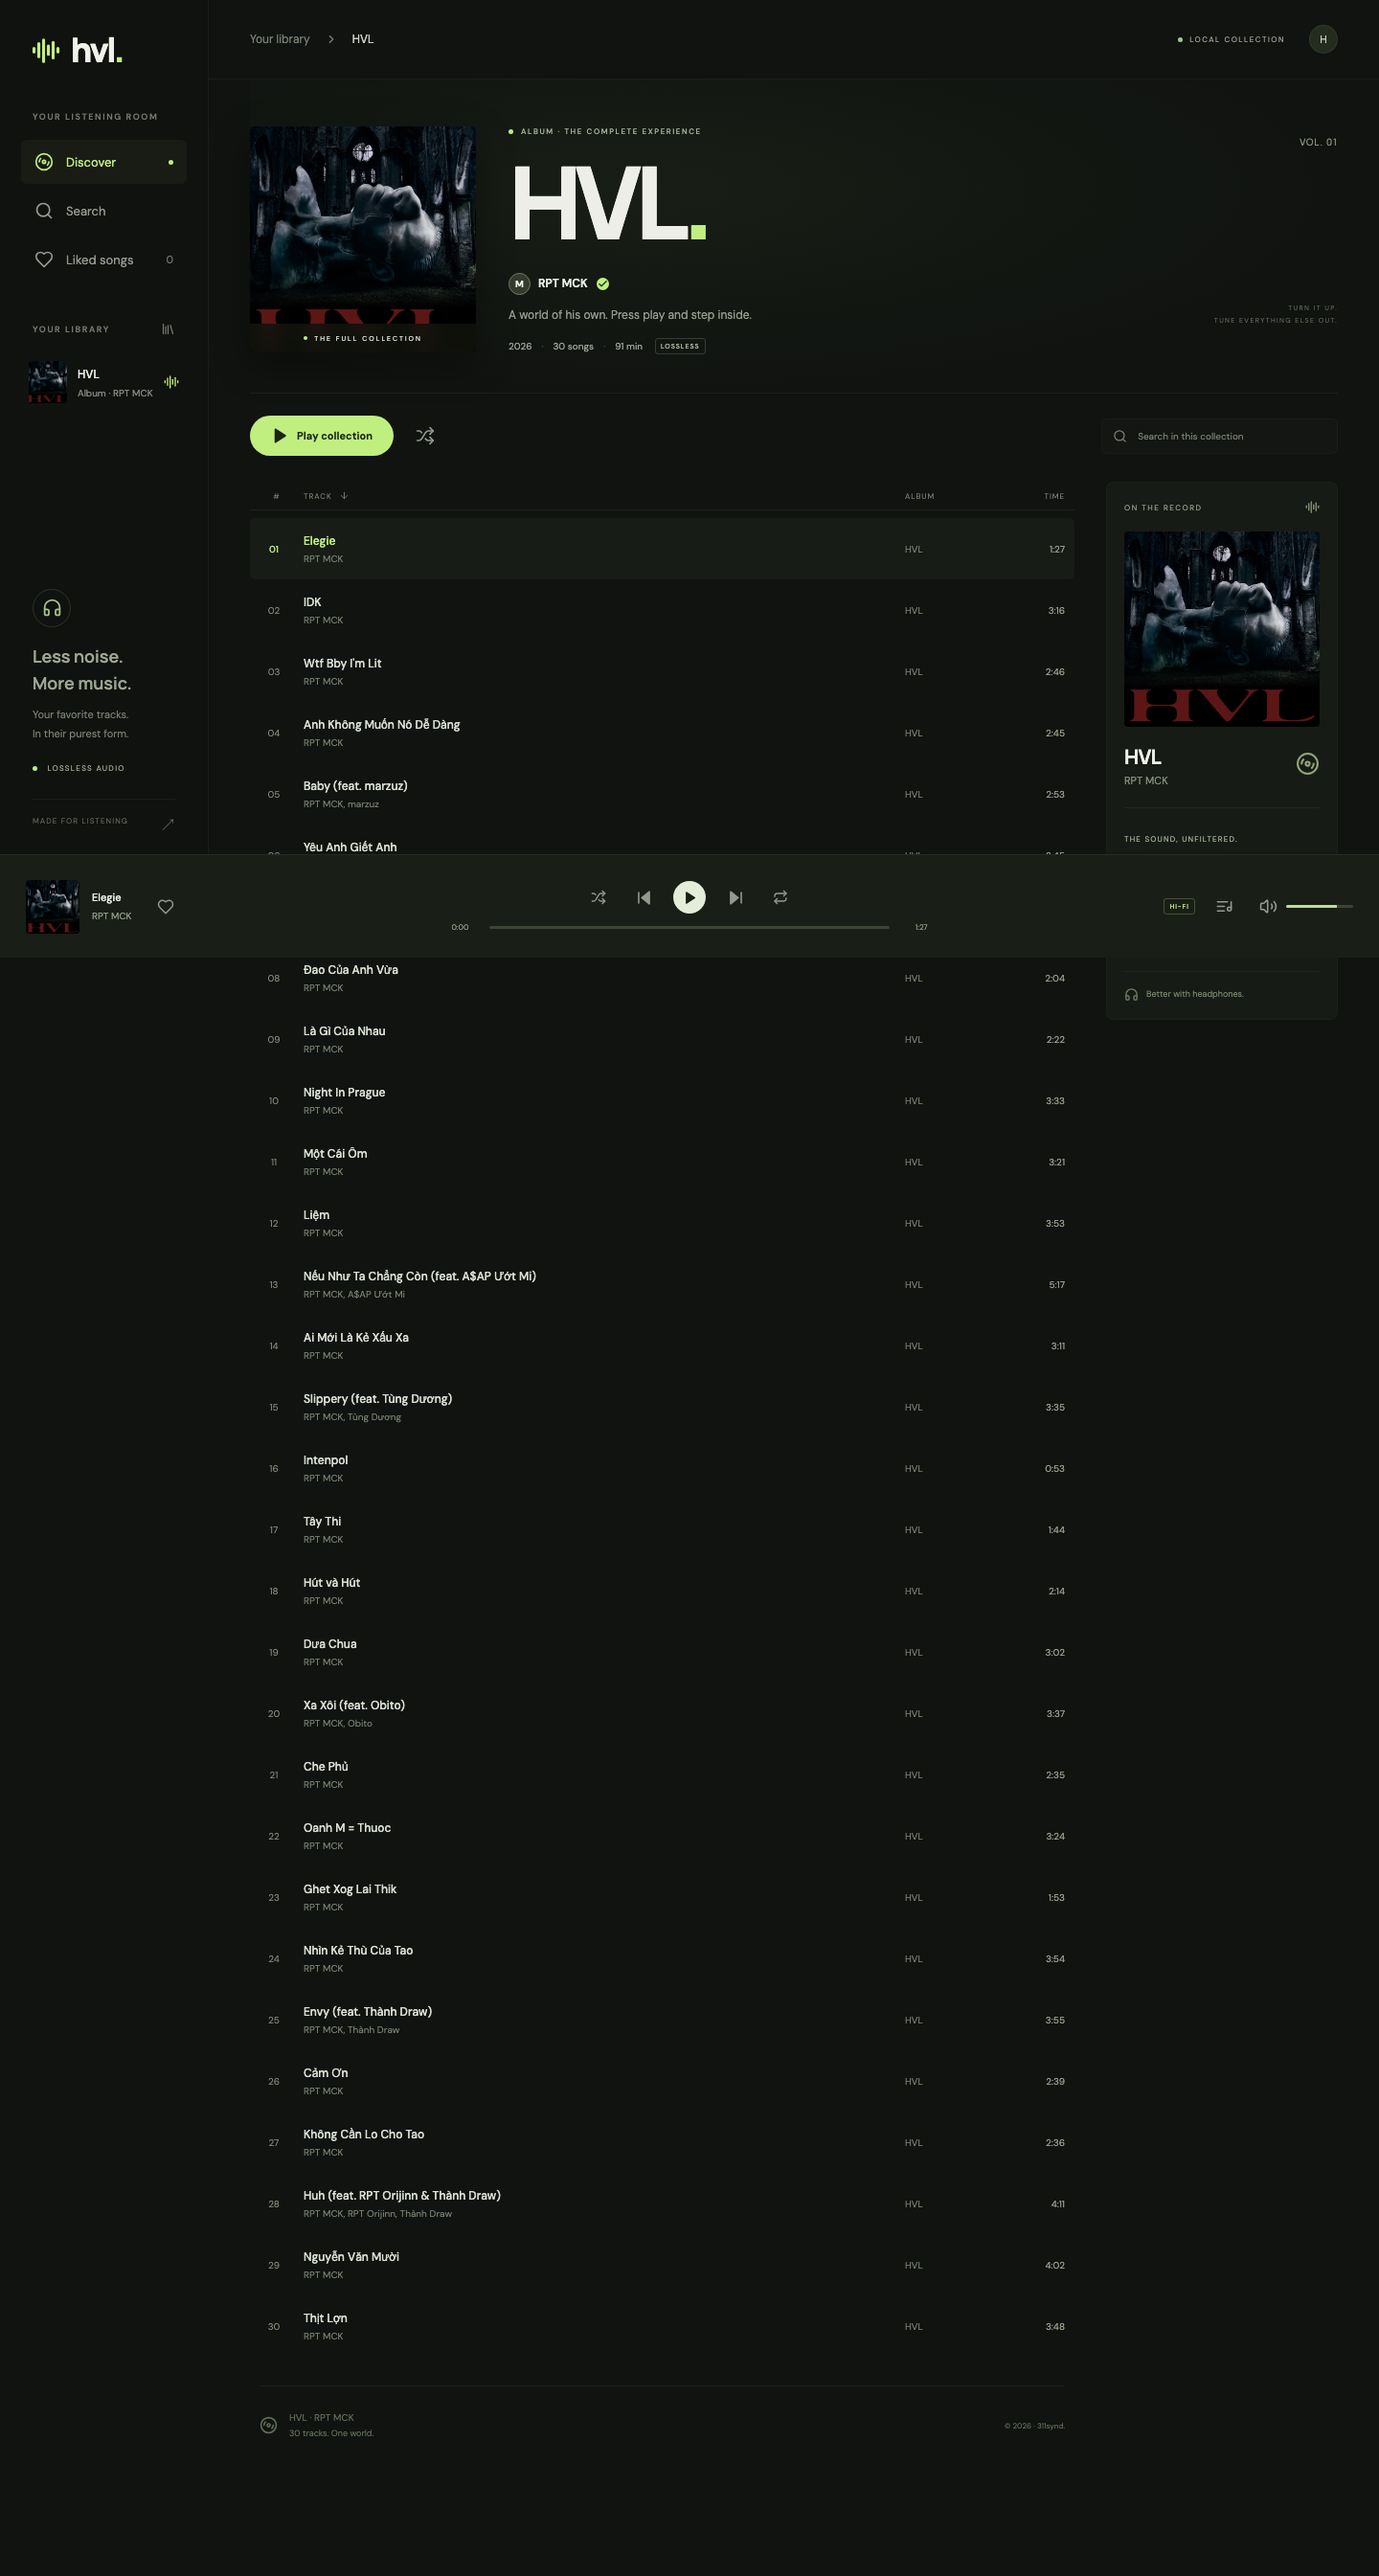 hvl.
YOUR LISTENING ROOM
Discover
Search
Liked songs 0
YOUR LIBRARY
HVL
Album · RPT MCK
Less noise.
More music.
Your favorite tracks.
In their purest form.
LOSSLESS AUDIO
MADE FOR LISTENING
Your library > HVL
LOCAL COLLECTION H
ALBUM · THE COMPLETE EXPERIENCE
VOL. 01
HVL.
M RPT MCK
A world of his own. Press play and step inside.
2026 · 30 songs · 91 min LOSSLESS
TURN IT UP.
TUNE EVERYTHING ELSE OUT.
HVL
THE FULL COLLECTION
Play collection
Search in this collection
# TRACK ALBUM TIME
01 Elegie HVL 1:27
RPT MCK
02 IDK HVL 3:16
RPT MCK
03 Wtf Bby I'm Lit HVL 2:46
RPT MCK
04 Anh Không Muốn Nó Dễ Dàng HVL 2:45
RPT MCK
05 Baby (feat. marzuz) HVL 2:53
RPT MCK, marzuz
Yêu Anh Giết Anh
ON THE RECORD
HVL
HVL
RPT MCK
THE SOUND, UNFILTERED.
Elegie
RPT MCK
0:00 1:27
HI-FI
08 Đao Của Anh Vừa HVL 2:04
RPT MCK
Better with headphones.
09 Là Gì Của Nhau HVL 2:22
RPT MCK
10 Night In Prague HVL 3:33
RPT MCK
11 Một Cái Ôm HVL 3:21
RPT MCK
12 Liệm HVL 3:53
RPT MCK
13 Nếu Như Ta Chẳng Còn (feat. A$AP Ướt Mi) HVL 5:17
RPT MCK, A$AP Ướt Mi
14 Ai Mới Là Kẻ Xấu Xa HVL 3:11
RPT MCK
15 Slippery (feat. Tùng Dương) HVL 3:35
RPT MCK, Tùng Dương
16 Intenpol HVL 0:53
RPT MCK
17 Tây Thi HVL 1:44
RPT MCK
18 Hút và Hút HVL 2:14
RPT MCK
19 Dưa Chua HVL 3:02
RPT MCK
20 Xa Xôi (feat. Obito) HVL 3:37
RPT MCK, Obito
21 Che Phủ HVL 2:35
RPT MCK
22 Oanh M = Thuoc HVL 3:24
RPT MCK
23 Ghet Xog Lai Thik HVL 1:53
RPT MCK
24 Nhìn Kẻ Thù Của Tao HVL 3:54
RPT MCK
25 Envy (feat. Thành Draw) HVL 3:55
RPT MCK, Thành Draw
26 Cảm Ơn HVL 2:39
RPT MCK
27 Không Cần Lo Cho Tao HVL 2:36
RPT MCK
28 Huh (feat. RPT Orijinn & Thành Draw) HVL 4:11
RPT MCK, RPT Orijinn, Thành Draw
29 Nguyễn Văn Mười HVL 4:02
RPT MCK
30 Thịt Lợn HVL 3:48
RPT MCK
HVL · RPT MCK
30 tracks. One world.
© 2026 · 311synd.